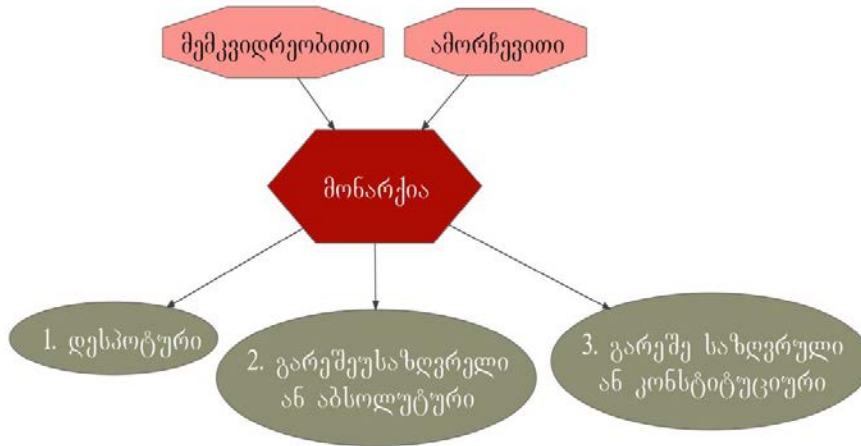 მემკვიდრეობითი
ამორჩევითი
მონარქია
1. დესპოტური
2. გარეშეუსაზღვრელი
ან აბსოლუტური
3. გარეშე საზღვრული
ან კონსტიტუციური